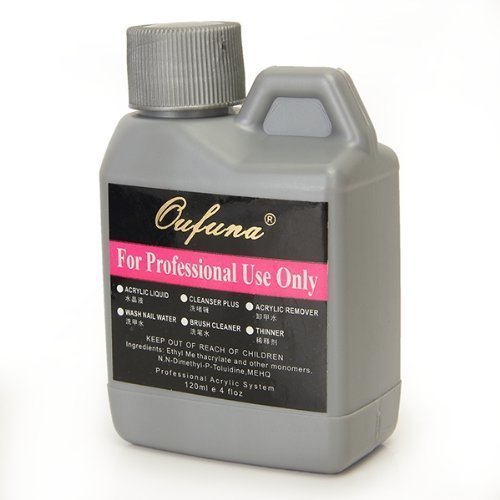 Oufuna®
For Professional Use Only
ACRYLIC LIQUID CLEANSER PLUS ACRYLIC REMOVER
水晶液 洗啫喱 卸甲水
WASH NAIL WATER BRUSH CLEANER THINNER
洗甲水 洗笔水 稀释剂
KEEP OUT OF REACH OF CHILDREN
Ingredients: Ethyl Methacrylate and other monomers.
N,N-Dimethyl-P-Toluidine,MEHQ
Professional Acrylic System
120ml e 4 floz